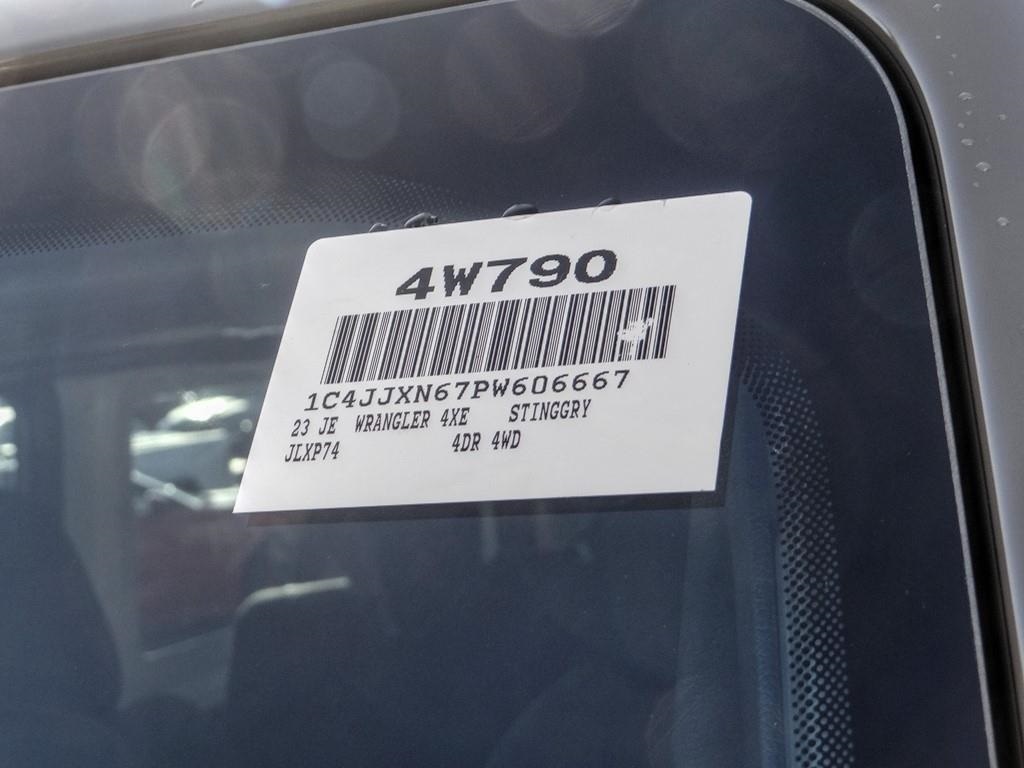 4W790
1C4JJXN67PW606667
23 JE WRANGLER 4XE STINGGRY
JLXP74 4DR 4WD